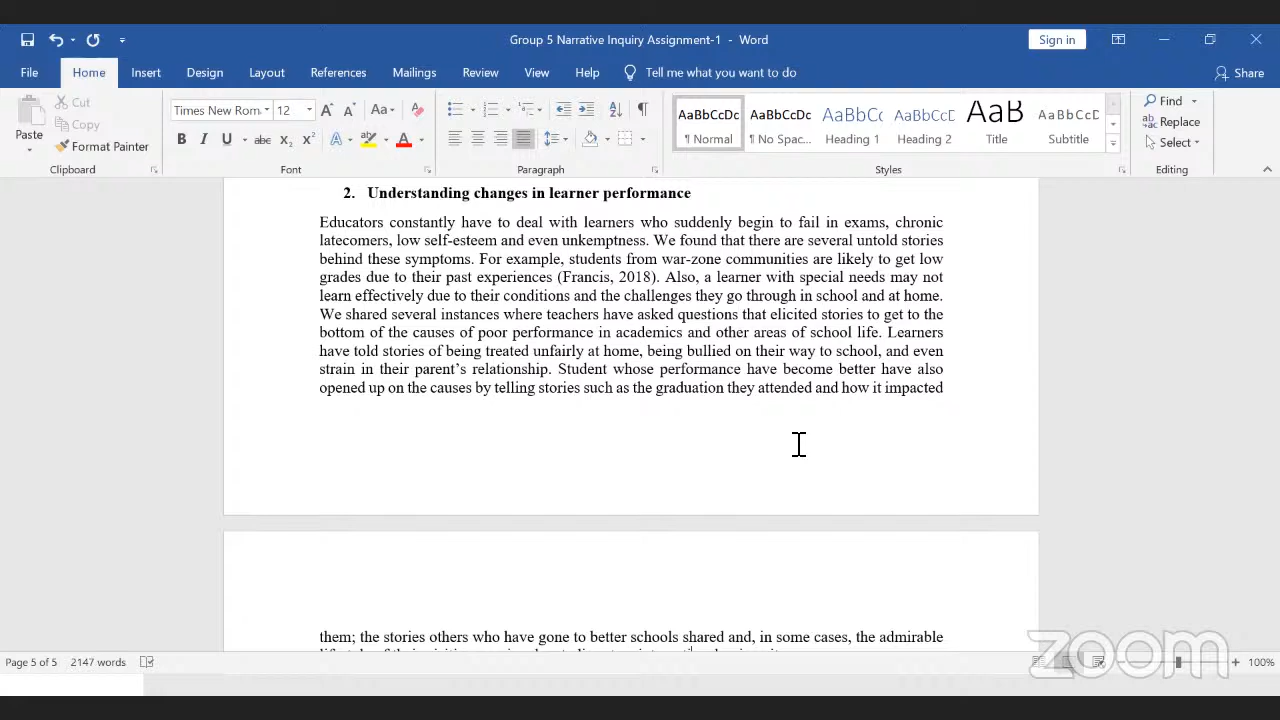 Group 5 Narrative Inquiry Assignment-1 - Word
Sign in
File Home Insert Design Layout References Mailings Review View Help Tell me what you want to do Share
Paste
Cut
Copy
Format Painter
Clipboard
Times New Rom
12
Aa
Font
Paragraph
AaBbCcDc AaBbCcDc AaBbCc AaBbCcD AaB AaBbCcD
¶ Normal ¶ No Spac... Heading 1 Heading 2 Title Subtitle
Styles
Find
Replace
Select
Editing
2. Understanding changes in learner performance
Educators constantly have to deal with learners who suddenly begin to fail in exams, chronic
latecomers, low self-esteem and even unkemptness. We found that there are several untold stories
behind these symptoms. For example, students from war-zone communities are likely to get low
grades due to their past experiences (Francis, 2018). Also, a learner with special needs may not
learn effectively due to their conditions and the challenges they go through in school and at home.
We shared several instances where teachers have asked questions that elicited stories to get to the
bottom of the causes of poor performance in academics and other areas of school life. Learners
have told stories of being treated unfairly at home, being bullied on their way to school, and even
strain in their parent's relationship. Student whose performance have become better have also
opened up on the causes by telling stories such as the graduation they attended and how it impacted
them; the stories others who have gone to better schools shared and, in some cases, the admirable
Page 5 of 5 2147 words
100%
zoom